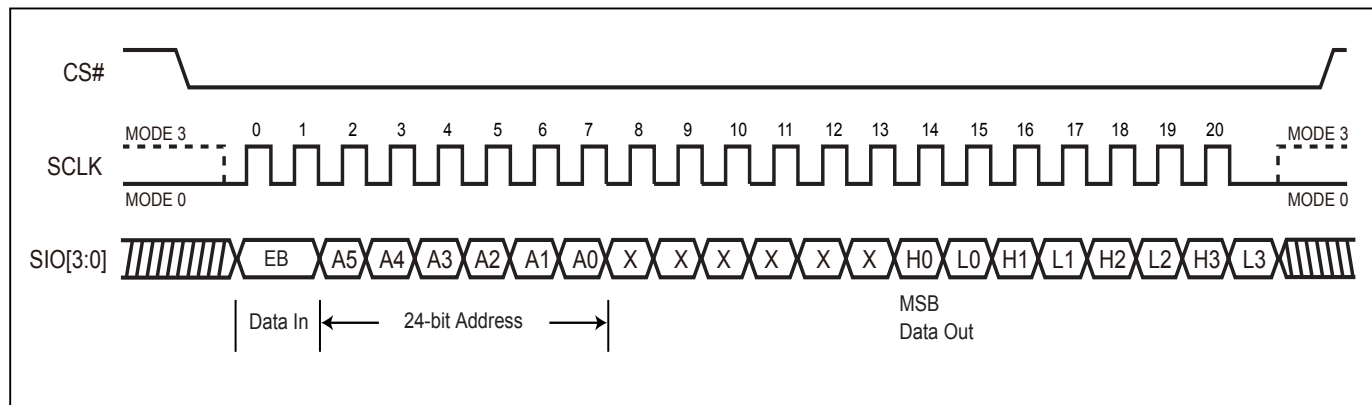 CS#
MODE 3
0 1 2 3 4 5 6 7 8 9 10 11 12 13 14 15 16 17 18 19 20
MODE 3
SCLK
MODE 0
MODE 0
SIO[3:0]
EB A5 A4 A3 A2 A1 A0 X X X X X X H0 L0 H1 L1 H2 L2 H3 L3
Data In
24-bit Address
MSB
Data Out